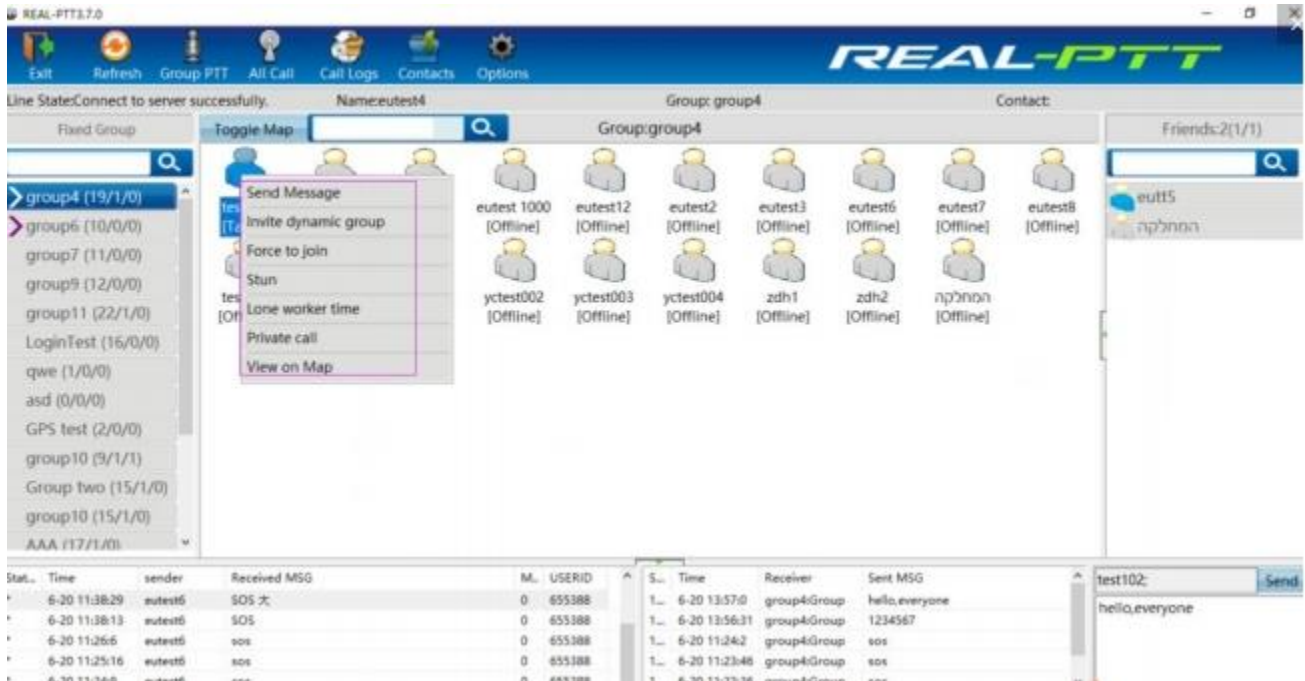 REAL-PTT3.7.0
Exit Refresh Group PTT All Call Call Logs Contacts Options REAL-PTT
Line State:Connect to server successfully. Name:eutest4 Group: group4 Contact:
Fixed Group Toggle Map Group:group4 Friends:2(1/1)
group4 (19/1/0)
group6 (10/0/0)
group7 (11/0/0)
group9 (12/0/0)
group11 (22/1/0)
LoginTest (16/0/0)
qwe (1/0/0)
asd (0/0/0)
GPS test (2/0/0)
group10 (9/1/1)
Group two (15/1/0)
group10 (15/1/0)
AAA (17/1/0)
Send Message
Invite dynamic group
Force to join
Stun
Lone worker time
Private call
View on Map
eutest 1000 eutest12 eutest2 eutest3 eutest6 eutest7 eutest8
[Offline] [Offline] [Offline] [Offline] [Offline] [Offline] [Offline]
yctest002 yctest003 yctest004 zdh1 zdh2 המחלקה
[Offline] [Offline] [Offline] [Offline] [Offline] [Offline]
eutt5
המחלקה
Stat... Time sender Received MSG M... USERID
6-20 11:38:29 eutest6 SOS 大 0 655388
6-20 11:38:13 eutest6 SOS 0 655388
6-20 11:26:6 eutest6 sos 0 655388
6-20 11:25:16 eutest6 sos 0 655388
S... Time Receiver Sent MSG
1... 6-20 13:57:0 group4:Group hello,everyone
1... 6-20 13:56:31 group4:Group 1234567
1... 6-20 11:24:2 group4:Group sos
1... 6-20 11:23:46 group4:Group sos
test102; Send
hello,everyone